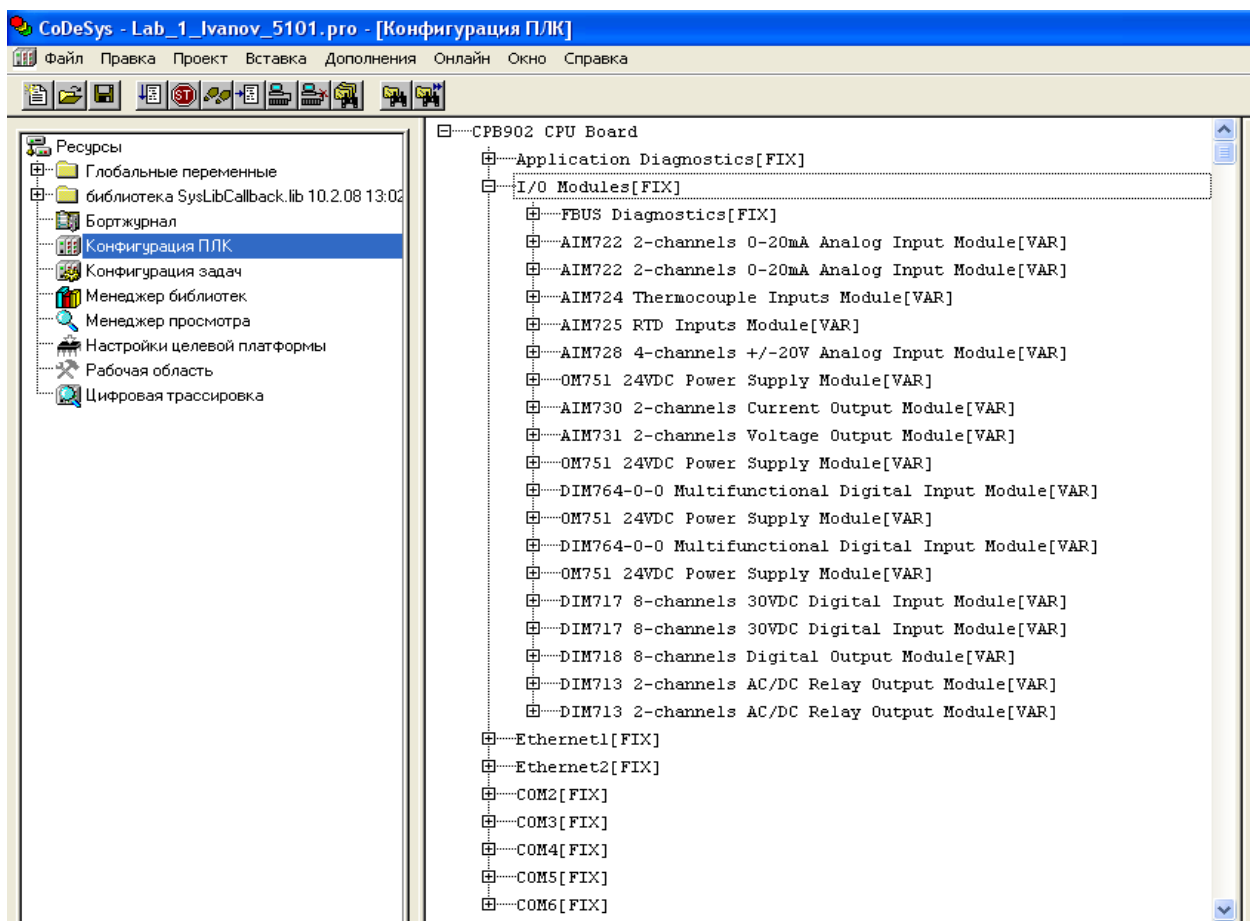 CoDeSys - Lab_1_Ivanov_5101.pro - [Конфигурация ПЛК]
Файл Правка Проект Вставка Дополнения Онлайн Окно Справка
Ресурсы
Глобальные переменные
библиотека SysLibCallback.lib 10.2.08 13:02
Бортжурнал
Конфигурация ПЛК
Конфигурация задач
Менеджер библиотек
Менеджер просмотра
Настройки целевой платформы
Рабочая область
Цифровая трассировка
CPB902 CPU Board
Application Diagnostics[FIX]
I/O Modules[FIX]
FBUS Diagnostics[FIX]
AIM722 2-channels 0-20mA Analog Input Module[VAR]
AIM722 2-channels 0-20mA Analog Input Module[VAR]
AIM724 Thermocouple Inputs Module[VAR]
AIM725 RTD Inputs Module[VAR]
AIM728 4-channels +/-20V Analog Input Module[VAR]
OM751 24VDC Power Supply Module[VAR]
AIM730 2-channels Current Output Module[VAR]
AIM731 2-channels Voltage Output Module[VAR]
OM751 24VDC Power Supply Module[VAR]
DIM764-0-0 Multifunctional Digital Input Module[VAR]
OM751 24VDC Power Supply Module[VAR]
DIM764-0-0 Multifunctional Digital Input Module[VAR]
OM751 24VDC Power Supply Module[VAR]
DIM717 8-channels 30VDC Digital Input Module[VAR]
DIM717 8-channels 30VDC Digital Input Module[VAR]
DIM718 8-channels Digital Output Module[VAR]
DIM713 2-channels AC/DC Relay Output Module[VAR]
DIM713 2-channels AC/DC Relay Output Module[VAR]
Ethernet1[FIX]
Ethernet2[FIX]
COM2[FIX]
COM3[FIX]
COM4[FIX]
COM5[FIX]
COM6[FIX]